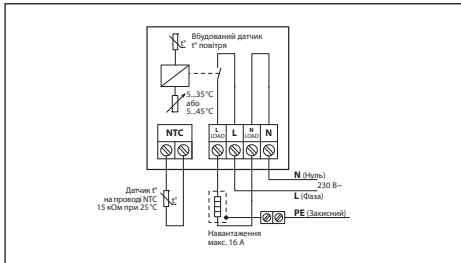 t°
Вбудований датчик
t° повітря
5...35 °C
або
5...45 °C
NTC
L
LOAD
L
N
LOAD
N
N (Нуль)
230 В~
L (Фаза)
PE (Захисний)
Датчик t°
на проводі NTC
15 кОм при 25 °C
t°
Навантаження
макс. 16 А